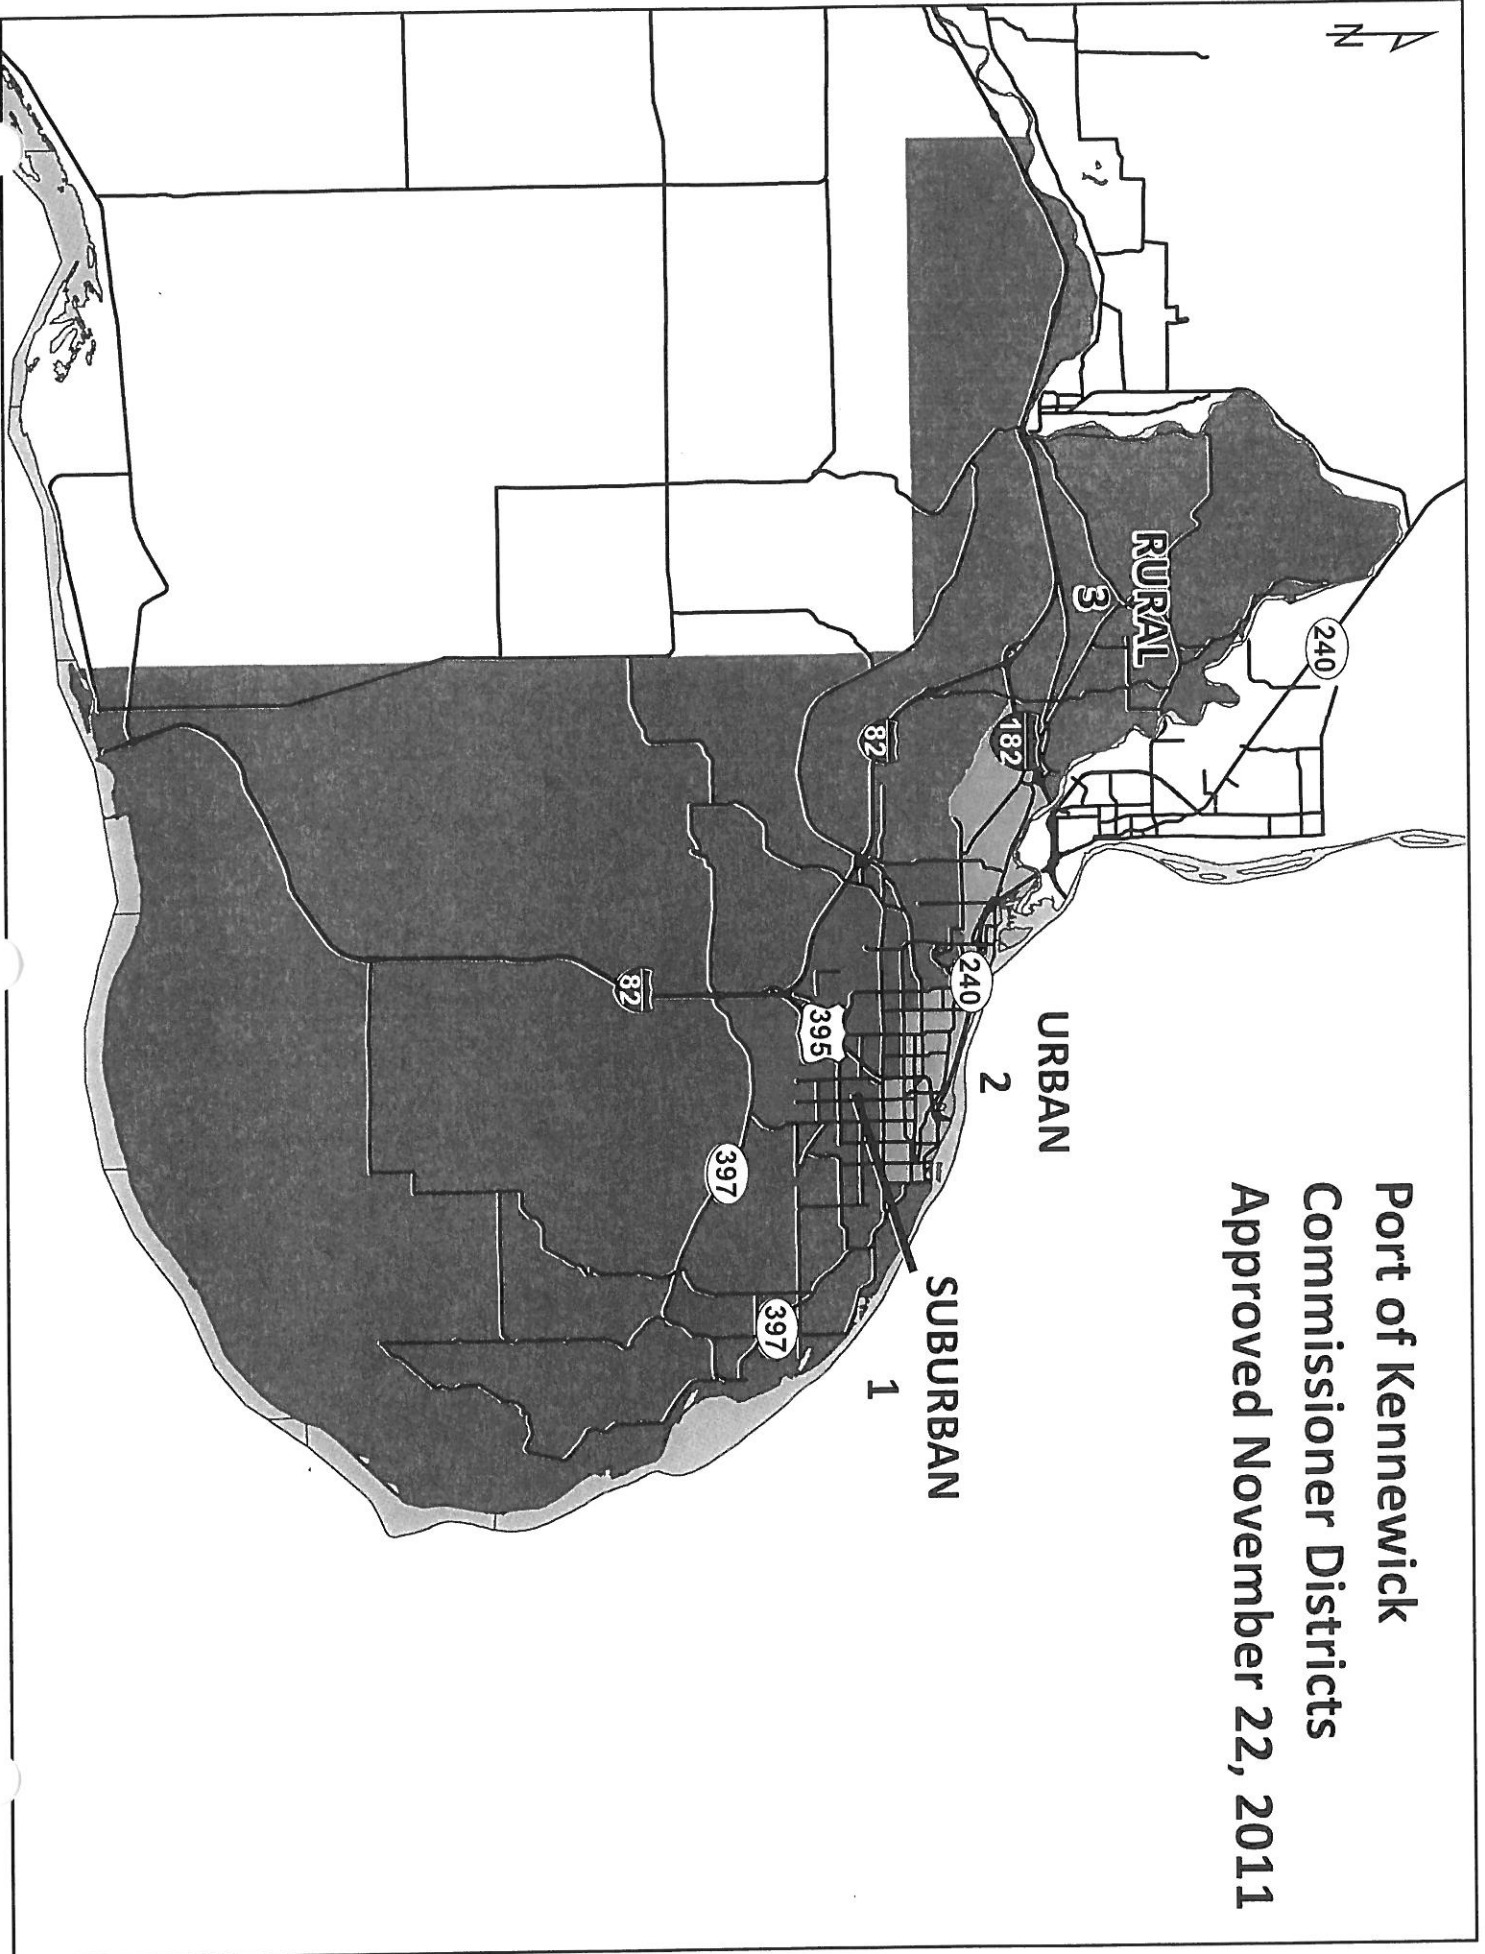 Port of Kennewick
Commissioner Districts
Approved November 22, 2011
N
240
RURAL
3
182
82
240
URBAN
2
395
82
SUBURBAN
1
397
397